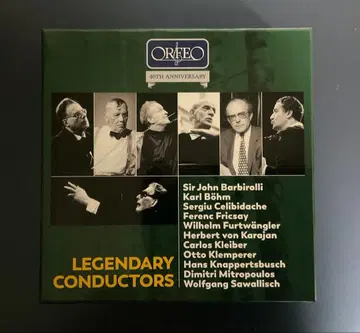 ORFEO
40TH ANNIVERSARY
Sir John Barbirolli
Karl Böhm
Sergiu Celibidache
Ferenc Fricsay
Wilhelm Furtwängler
Herbert von Karajan
Carlos Kleiber
Otto Klemperer
Hans Knappertsbusch
Dimitri Mitropoulos
Wolfgang Sawallisch
LEGENDARY
CONDUCTORS